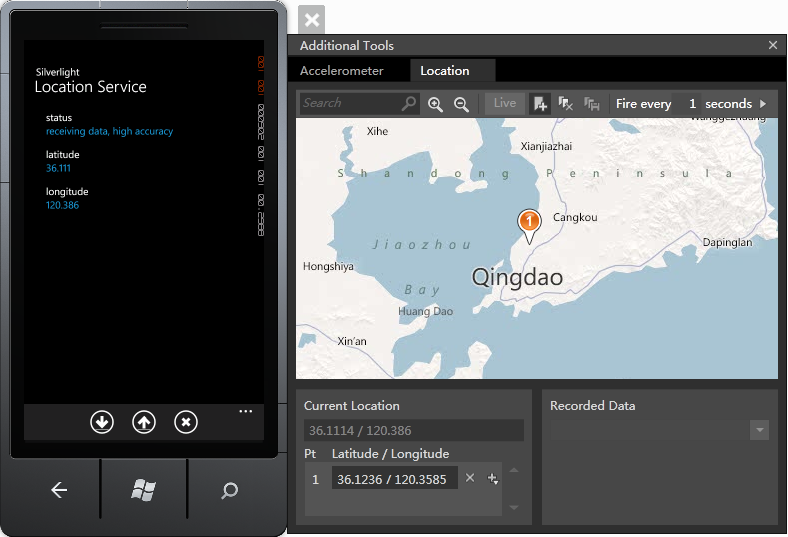 Silverlight
Location Service
status
receiving data, high accuracy
latitude
36.111
longitude
120.386
Additional Tools
Accelerometer
Location
Search
Live
Fire every 1 seconds
Xihe
Xianjiazhai
Shandong Peninsula
1
Cangkou
Jiaozhou
Dapinglan
Hongshiya
Qingdao
Bay
Huang Dao
Xin'an
Current Location
36.1114 / 120.386
Pt Latitude / Longitude
1 36.1236 / 120.3585
Recorded Data